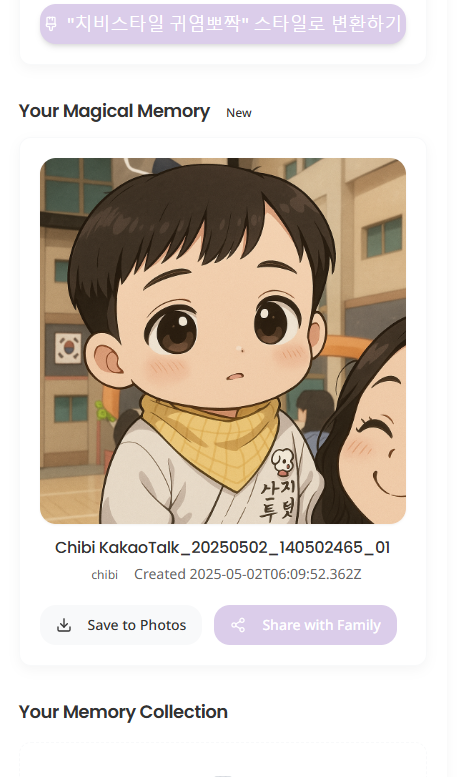 "치비스타일 귀염뽀짝" 스타일로 변환하기
Your Magical Memory New
산지
투텃
Chibi KakaoTalk_20250502_140502465_01
chibi Created 2025-05-02T06:09:52.362Z
Save to Photos Share with Family
Your Memory Collection